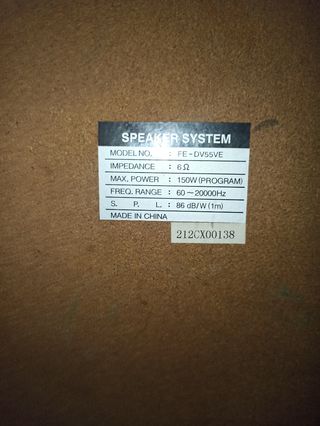 SPEAKER SYSTEM
MODEL NO. : FE-DV55VE
IMPEDANCE : 6Ω
MAX. POWER : 150W(PROGRAM)
FREQ. RANGE : 60～20000Hz
S. P. L. : 86 dB/W(1m)
MADE IN CHINA
212CX00138